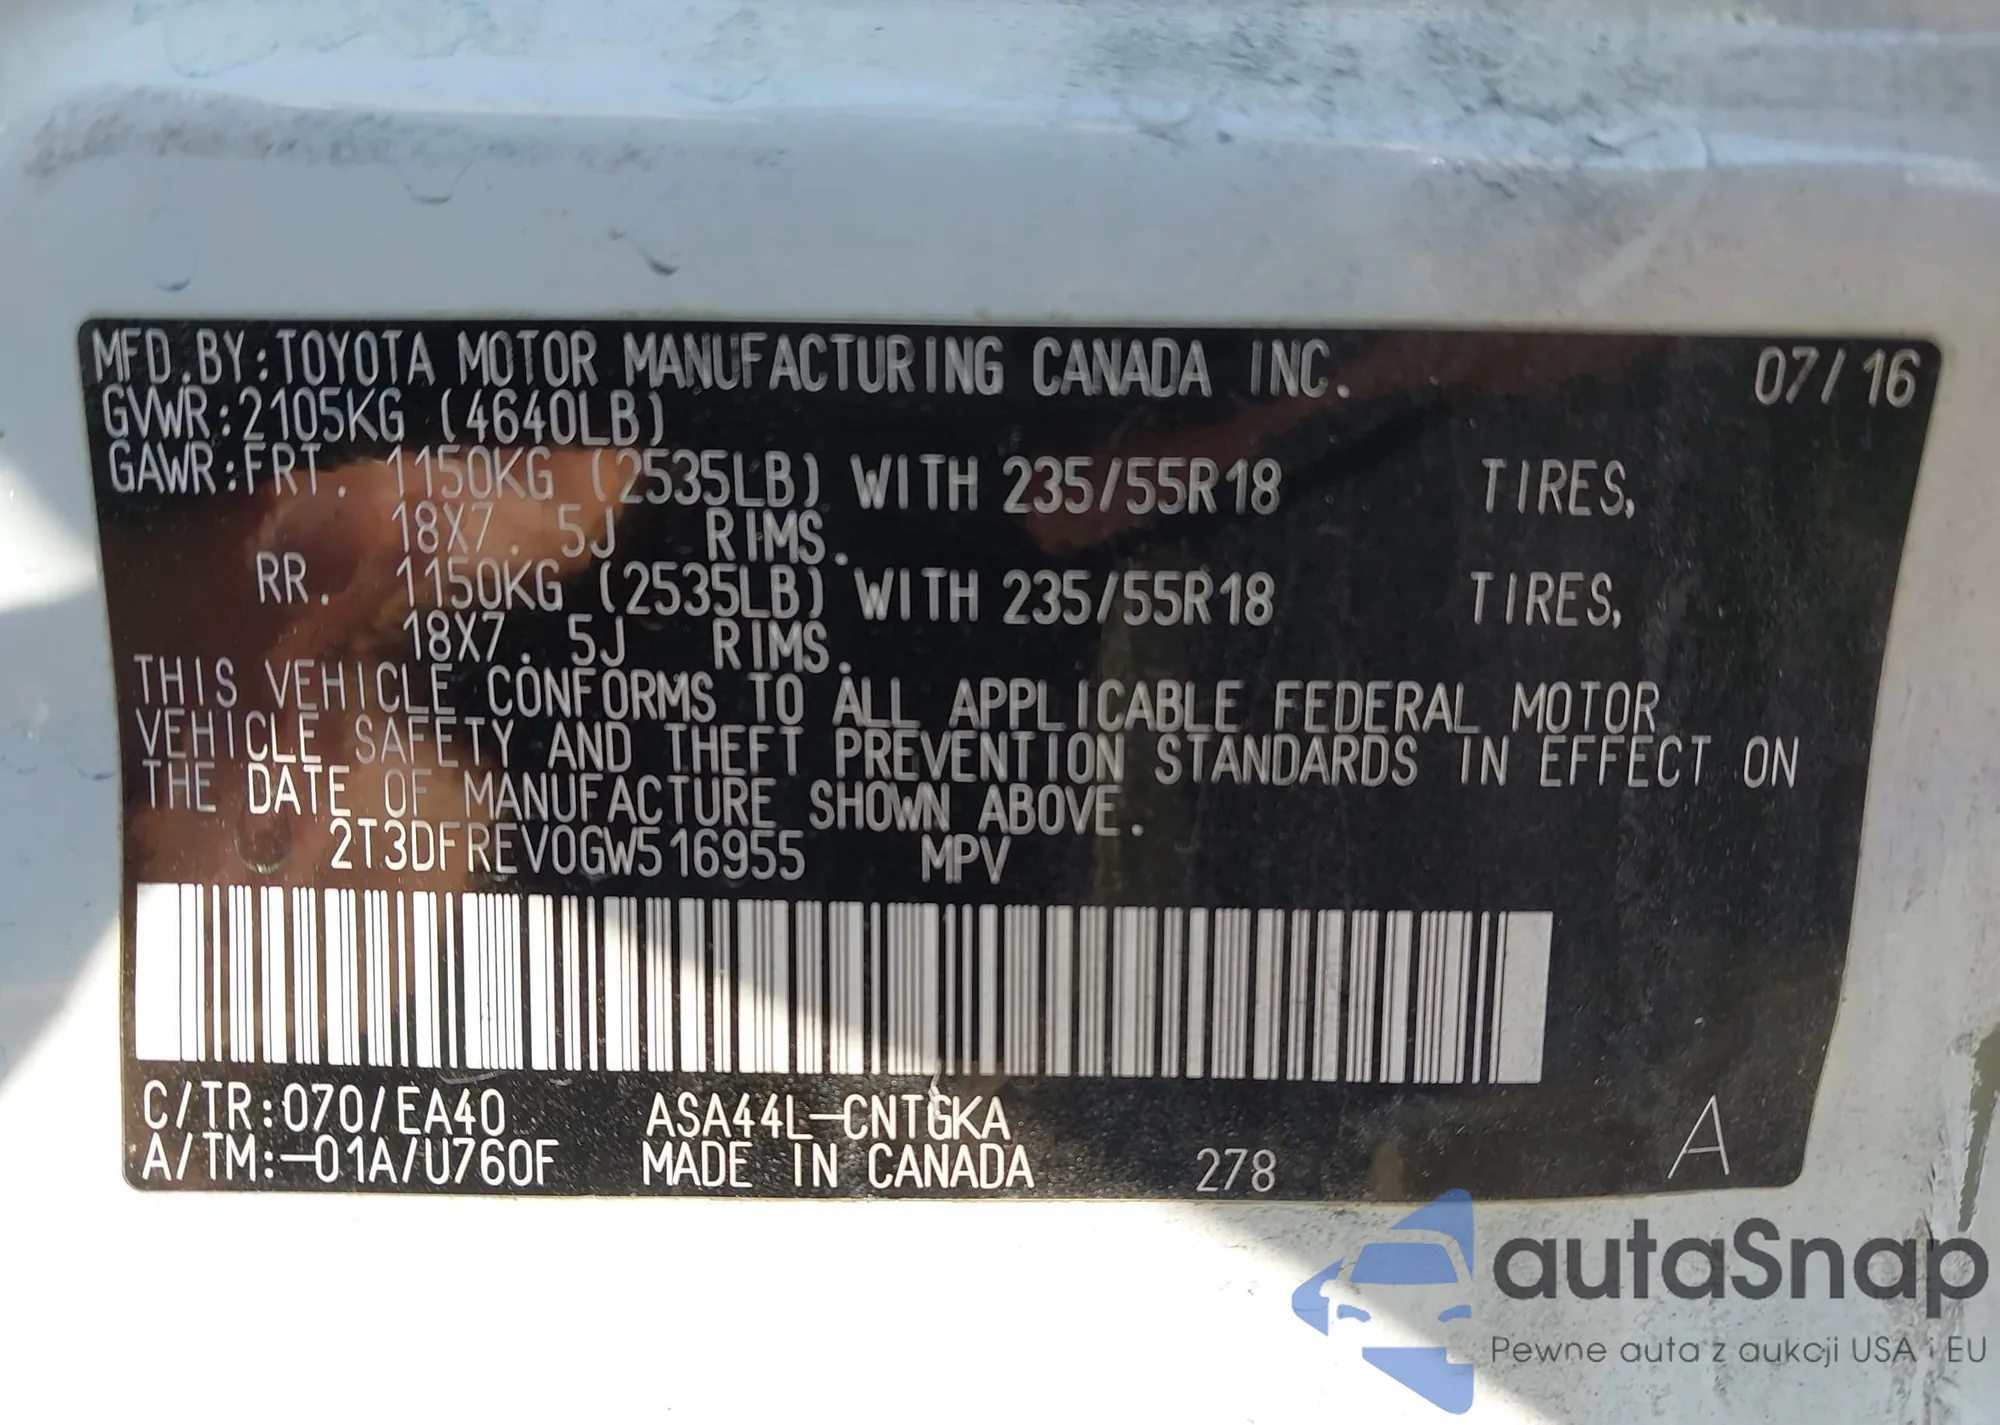 MFD.BY:TOYOTA MOTOR MANUFACTURING CANADA INC. 07/16
GVWR:2105KG (4640LB)
GAWR:FRT. 1150KG (2535LB) WITH 235/55R18 TIRES,
18X7.5J RIMS.
RR. 1150KG (2535LB) WITH 235/55R18 TIRES,
18X7.5J RIMS.
THIS VEHICLE CONFORMS TO ALL APPLICABLE FEDERAL MOTOR
VEHICLE SAFETY AND THEFT PREVENTION STANDARDS IN EFFECT ON
THE DATE OF MANUFACTURE SHOWN ABOVE.
2T3DFREV0GW516955 MPV
C/TR:070/EA40 ASA44L-CNTGKA
A/TM:-01A/U760F MADE IN CANADA 278 A
autaSnap
Pewne auta z aukcji USA i EU